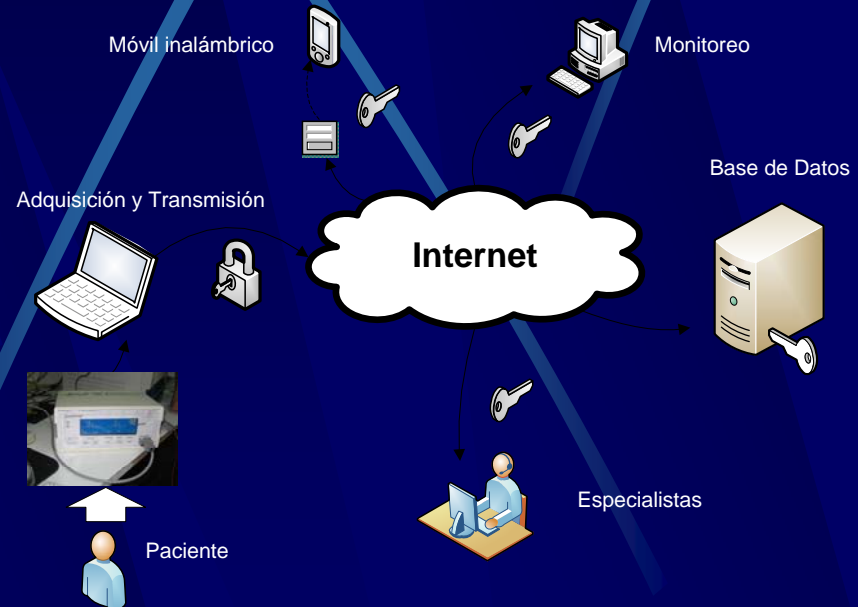 Móvil inalámbrico
Monitoreo
Base de Datos
Adquisición y Transmisión
Internet
Especialistas
Paciente